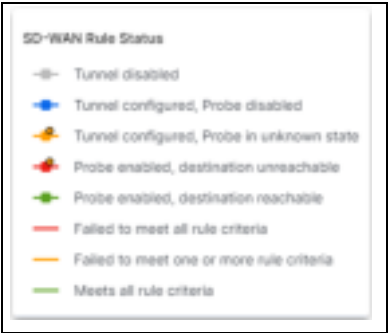 SD-WAN Rule Status
Tunnel disabled
Tunnel configured, Probe disabled
Tunnel configured, Probe in unknown state
Probe enabled, destination unreachable
Probe enabled, destination reachable
Failed to meet all rule criteria
Failed to meet one or more rule criteria
Meets all rule criteria